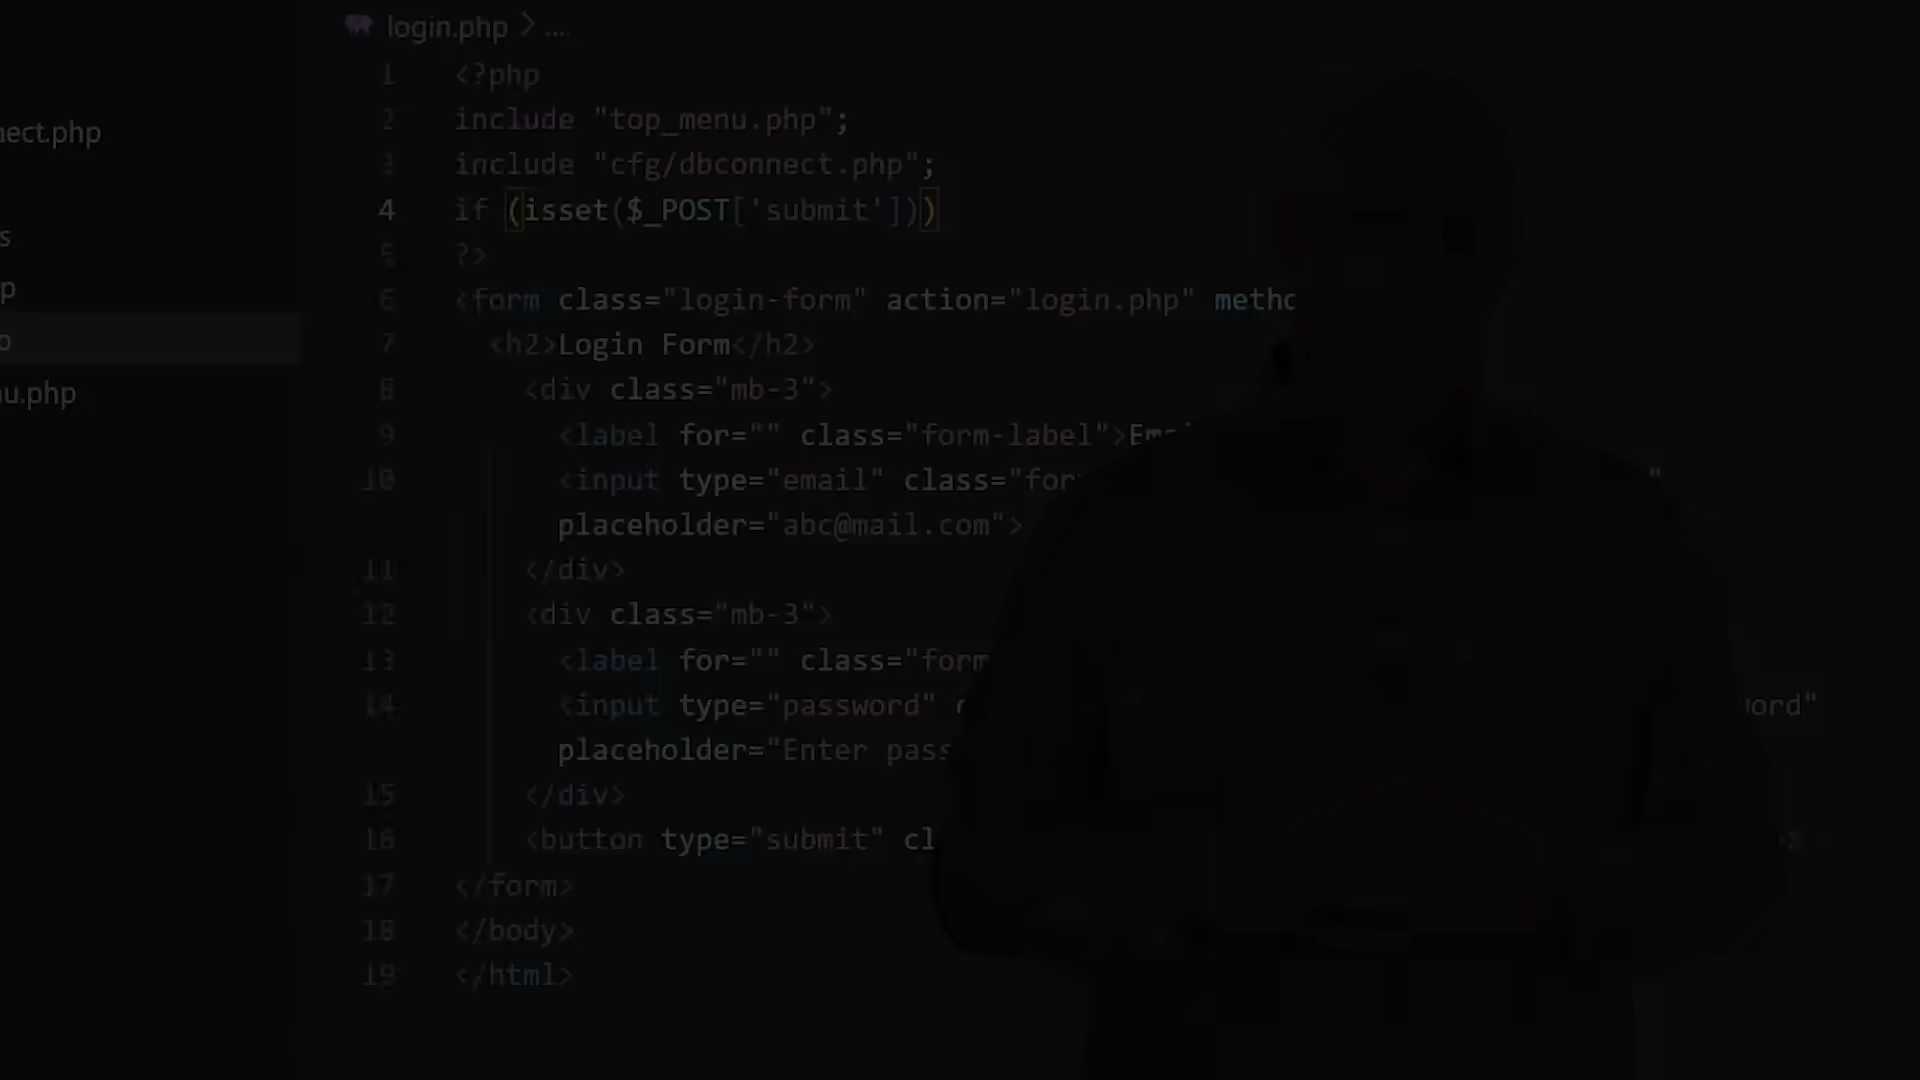 login.php > ...
nect.php
s
p
o
nu.php
1 <?php
2 include "top_menu.php";
3 include "cfg/dbconnect.php";
4 if (isset($_POST['submit']))
5 ?>
6 <form class="login-form" action="login.php" metho
7 <h2>Login Form</h2>
8 <div class="mb-3">
9 <label for="" class="form-label">Emai
10 <input type="email" class="for "
placeholder="abc@mail.com">
11 </div>
12 <div class="mb-3">
13 <label for="" class="form
14 <input type="password" c word"
placeholder="Enter pass
15 </div>
16 <button type="submit" cl >
17 </form>
18 </body>
19 </html>